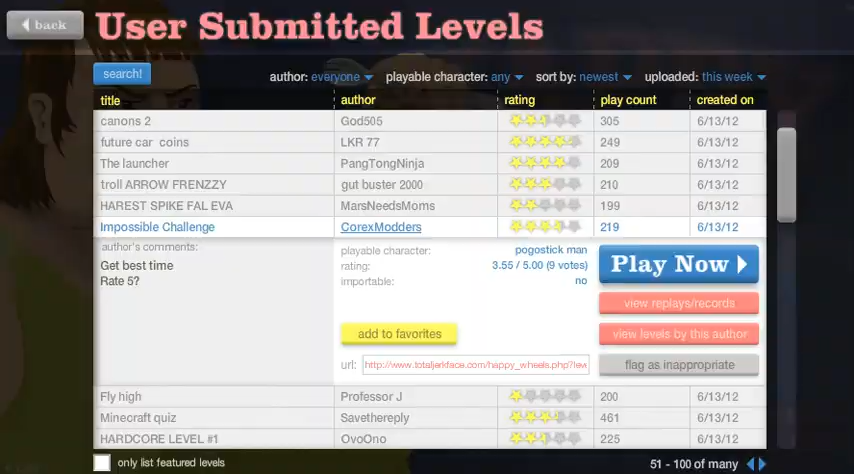 back
User Submitted Levels
search!
author: everyone playable character: any sort by: newest uploaded: this week
title author rating play count created on
canons 2 God505 305 6/13/12
future car coins LKR 77 249 6/13/12
The launcher PangTongNinja 209 6/13/12
troll ARROW FRENZZY gut buster 2000 210 6/13/12
HAREST SPIKE FAL EVA MarsNeedsMoms 199 6/13/12
Impossible Challenge CorexModders 219 6/13/12
author's comments:
Get best time
Rate 5?
playable character: pogostick man
rating: 3.55 / 5.00 (9 votes)
importable: no
add to favorites
url: http://www.totaljerkface.com/happy_wheels.php?lev
Play Now
view replays/records
view levels by this author
flag as inappropriate
Fly high Professor J 200 6/13/12
Minecraft quiz Savethereply 461 6/13/12
HARDCORE LEVEL #1 OvoOno 225 6/13/12
only list featured levels
51 - 100 of many